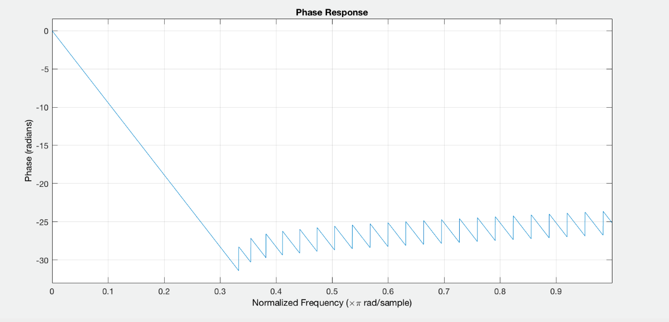 Phase Response
0
-5
-10
-15
-20
-25
-30
Phase (radians)
0 0.1 0.2 0.3 0.4 0.5 0.6 0.7 0.8 0.9
Normalized Frequency (×π rad/sample)